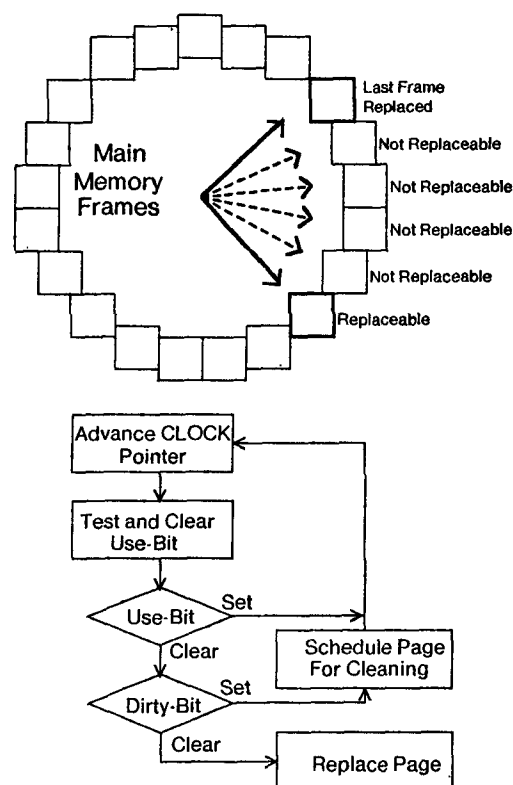 Last Frame
Replaced
Not Replaceable
Main
Memory
Frames
Not Replaceable
Not Replaceable
Not Replaceable
Replaceable
Advance CLOCK
Pointer
Test and Clear
Use-Bit
Use-Bit
Set
Clear
Schedule Page
For Cleaning
Dirty-Bit
Set
Clear
Replace Page